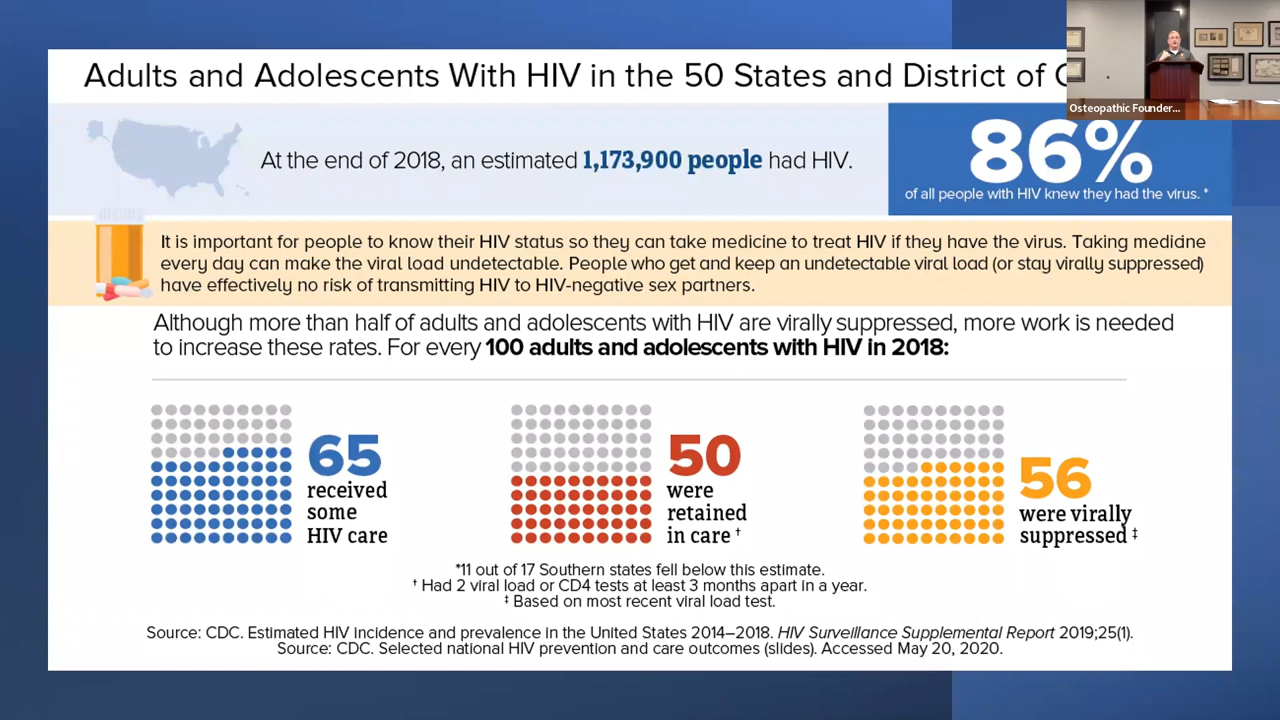 Adults and Adolescents With HIV in the 50 States and District of
Osteopathic Founder...
At the end of 2018, an estimated 1,173,900 people had HIV.
86%
of all people with HIV knew they had the virus. *
It is important for people to know their HIV status so they can take medicine to treat HIV if they have the virus. Taking medicine
every day can make the viral load undetectable. People who get and keep an undetectable viral load (or stay virally suppressed)
have effectively no risk of transmitting HIV to HIV-negative sex partners.
Although more than half of adults and adolescents with HIV are virally suppressed, more work is needed
to increase these rates. For every 100 adults and adolescents with HIV in 2018:
65
received
some
HIV care
50
were
retained
in care †
56
were virally
suppressed ‡
*11 out of 17 Southern states fell below this estimate.
† Had 2 viral load or CD4 tests at least 3 months apart in a year.
‡ Based on most recent viral load test.
Source: CDC. Estimated HIV incidence and prevalence in the United States 2014–2018. HIV Surveillance Supplemental Report 2019;25(1).
Source: CDC. Selected national HIV prevention and care outcomes (slides). Accessed May 20, 2020.